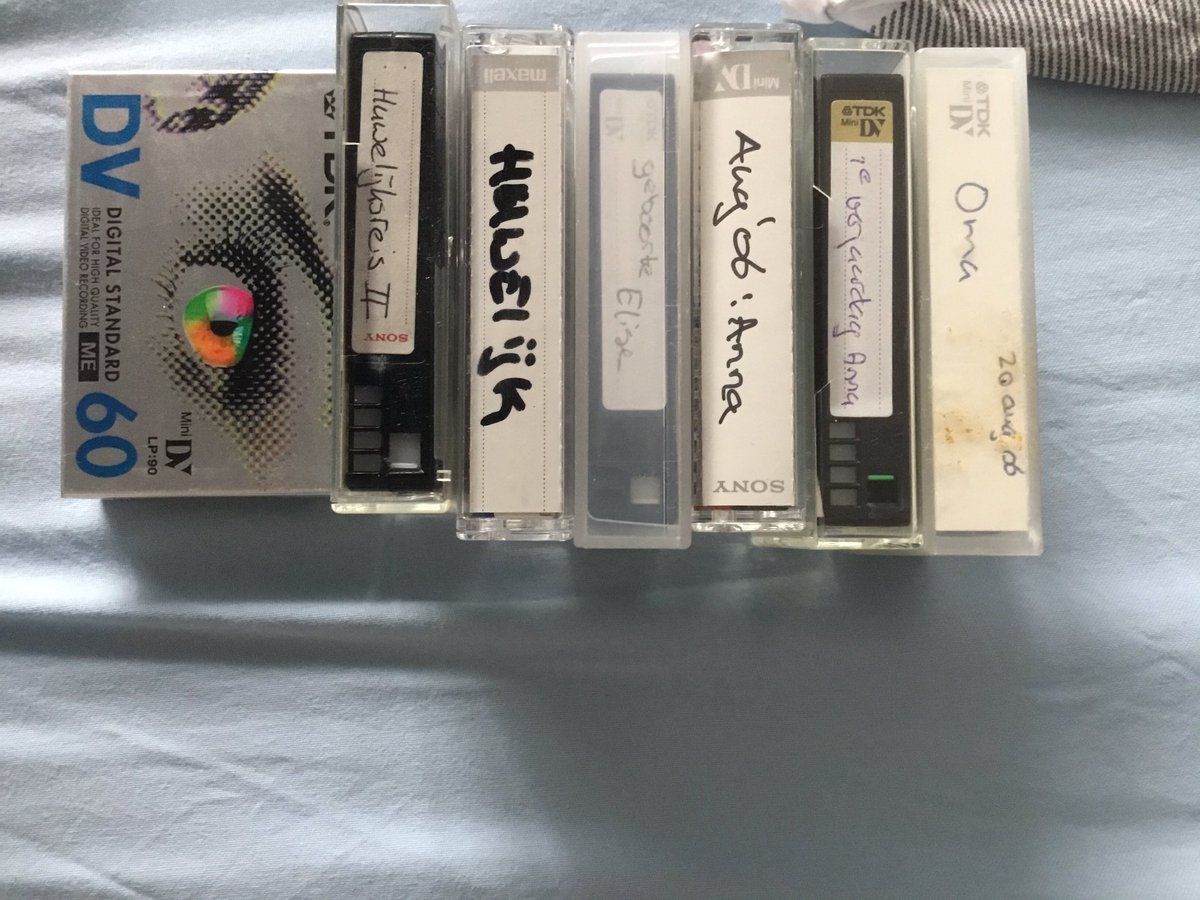 DV
DIGITAL STANDARD
IDEAL FOR HIGH QUALITY
DIGITAL VIDEO RECORDING
ME
60
Mini DV
LP:90
TDK.
Huwelijksreis II
SONY
maxell
HUWElijk
TDK
Mini DV
geboorte Elise
Mini DV
Aug '06 : Anna
SONY
TDK
Mini DV
1e verjaardag Anna
TDK
Mini DV
Oma
20 aug 06